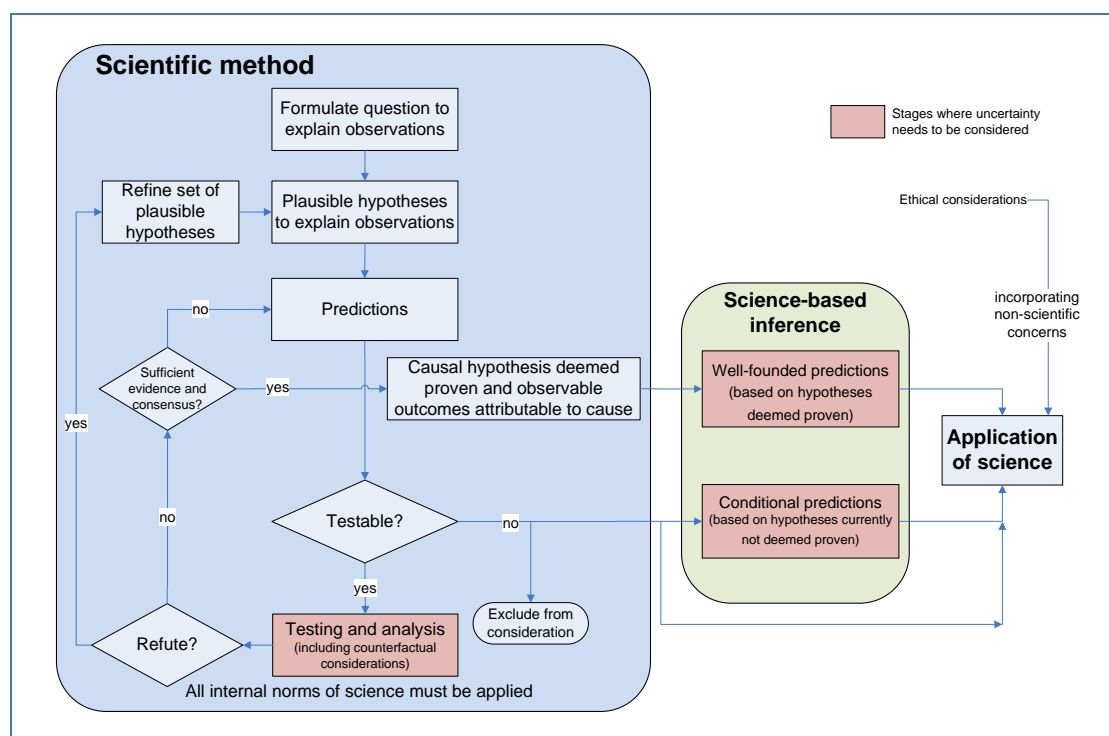 Scientific method
Formulate question to
explain observations
Stages where uncertainty
needs to be considered
Refine set of
plausible
hypotheses
Plausible hypotheses
to explain observations
Ethical considerations
no
Predictions
Science-based
inference
incorporating
non-scientific
concerns
Sufficient
evidence and
consensus?
yes
Causal hypothesis deemed
proven and observable
outcomes attributable to cause
Well-founded predictions
(based on hypotheses
deemed proven)
yes
Application
of science
no
Testable?
no
Conditional predictions
(based on hypotheses currently
not deemed proven)
yes
Exclude from
consideration
Refute?
Testing and analysis
(including counterfactual
considerations)
All internal norms of science must be applied